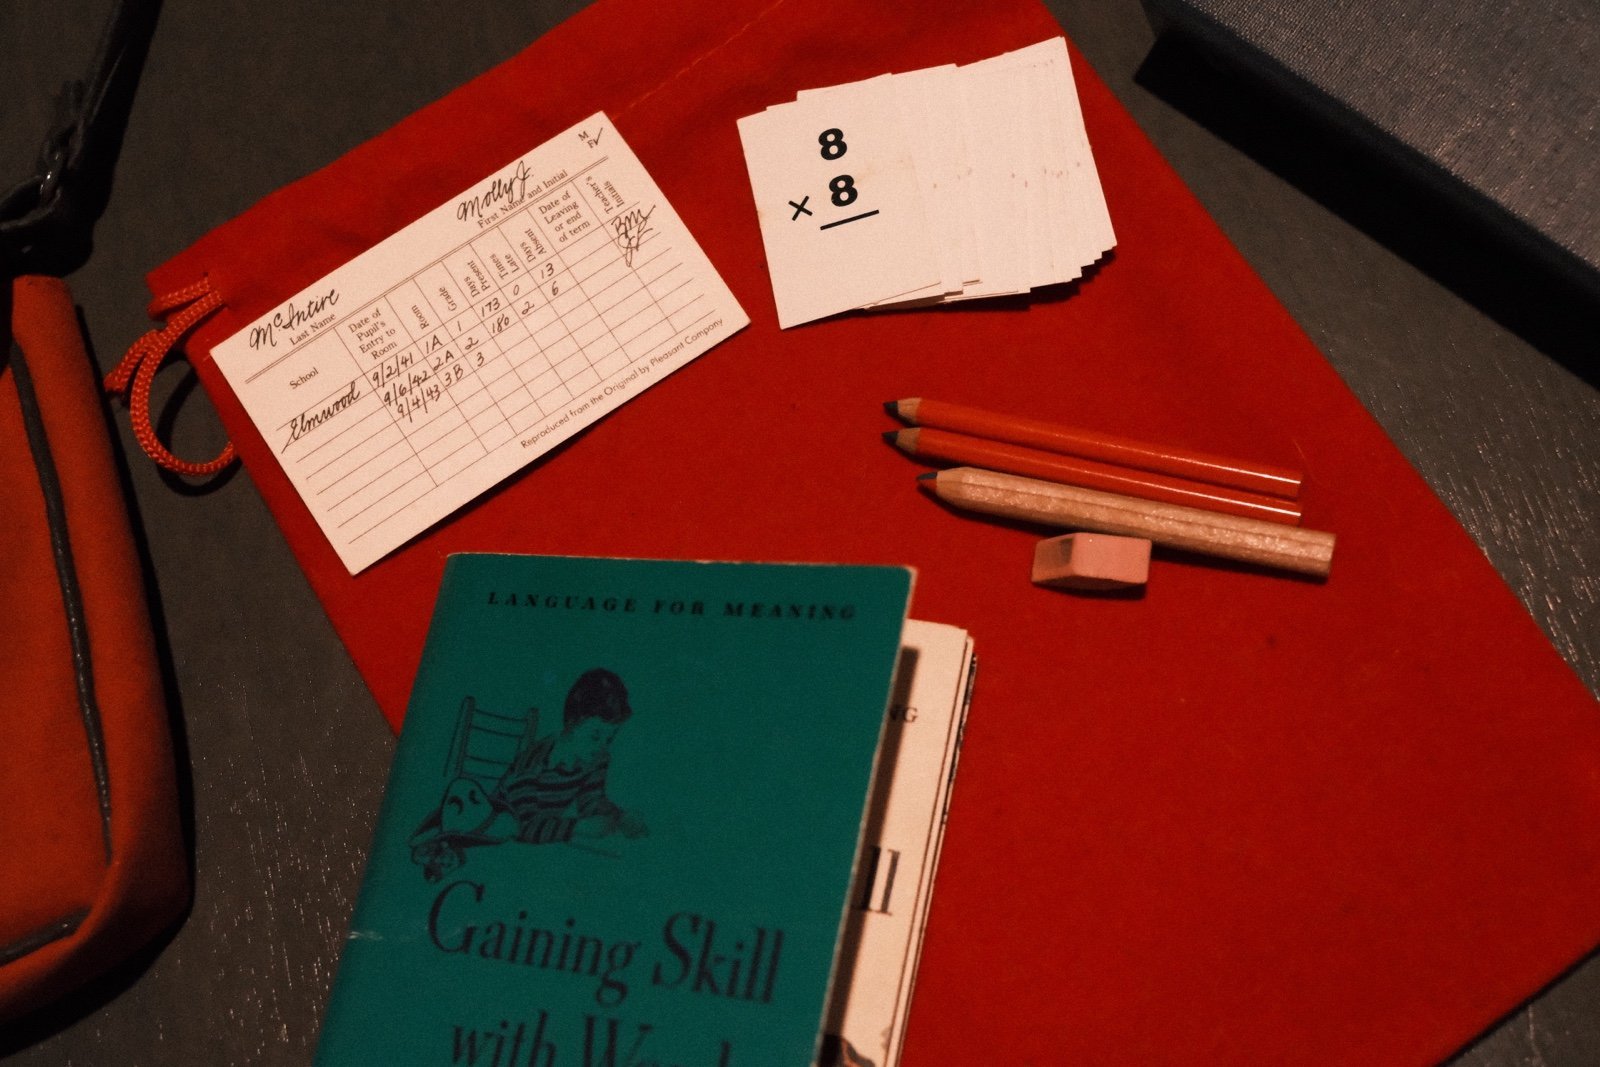 M
F✓
McIntire
Molly J.
Last Name
First Name and Initial
School
Date of
Pupil's
Entry to
Room
Room
Grade
Days
Present
Times
Late
Days
Absent
Date of
Leaving
or end
of term
Teacher's
Initials
Elmwood
9/2/41 1A 1 173 0 13
9/6/42 2A 2 180 2 6
9/4/43 3B 3
Reproduced from the Original by Pleasant Company
8
× 8
LANGUAGE FOR MEANING
Gaining Skill
with
NG
ll